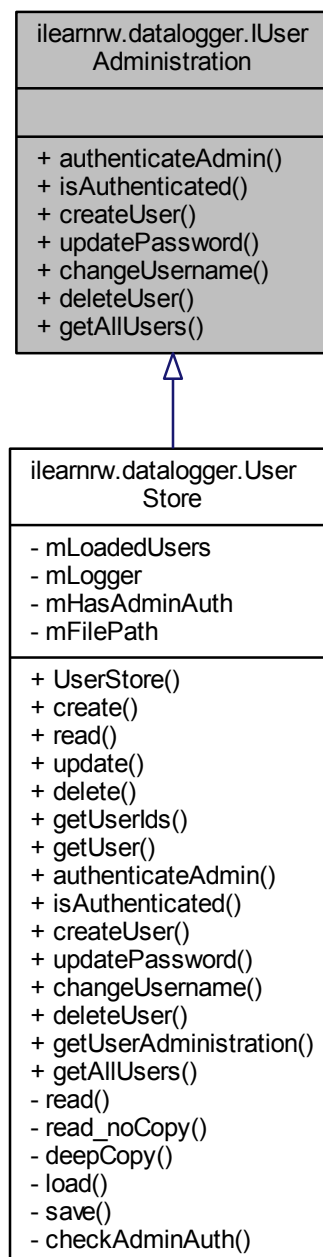 ilearnrw.datalogger.IUser
Administration
+ authenticateAdmin()
+ isAuthenticated()
+ createUser()
+ updatePassword()
+ changeUsername()
+ deleteUser()
+ getAllUsers()
ilearnrw.datalogger.User
Store
- mLoadedUsers
- mLogger
- mHasAdminAuth
- mFilePath
+ UserStore()
+ create()
+ read()
+ update()
+ delete()
+ getUserIds()
+ getUser()
+ authenticateAdmin()
+ isAuthenticated()
+ createUser()
+ updatePassword()
+ changeUsername()
+ deleteUser()
+ getUserAdministration()
+ getAllUsers()
- read()
- read_noCopy()
- deepCopy()
- load()
- save()
- checkAdminAuth()